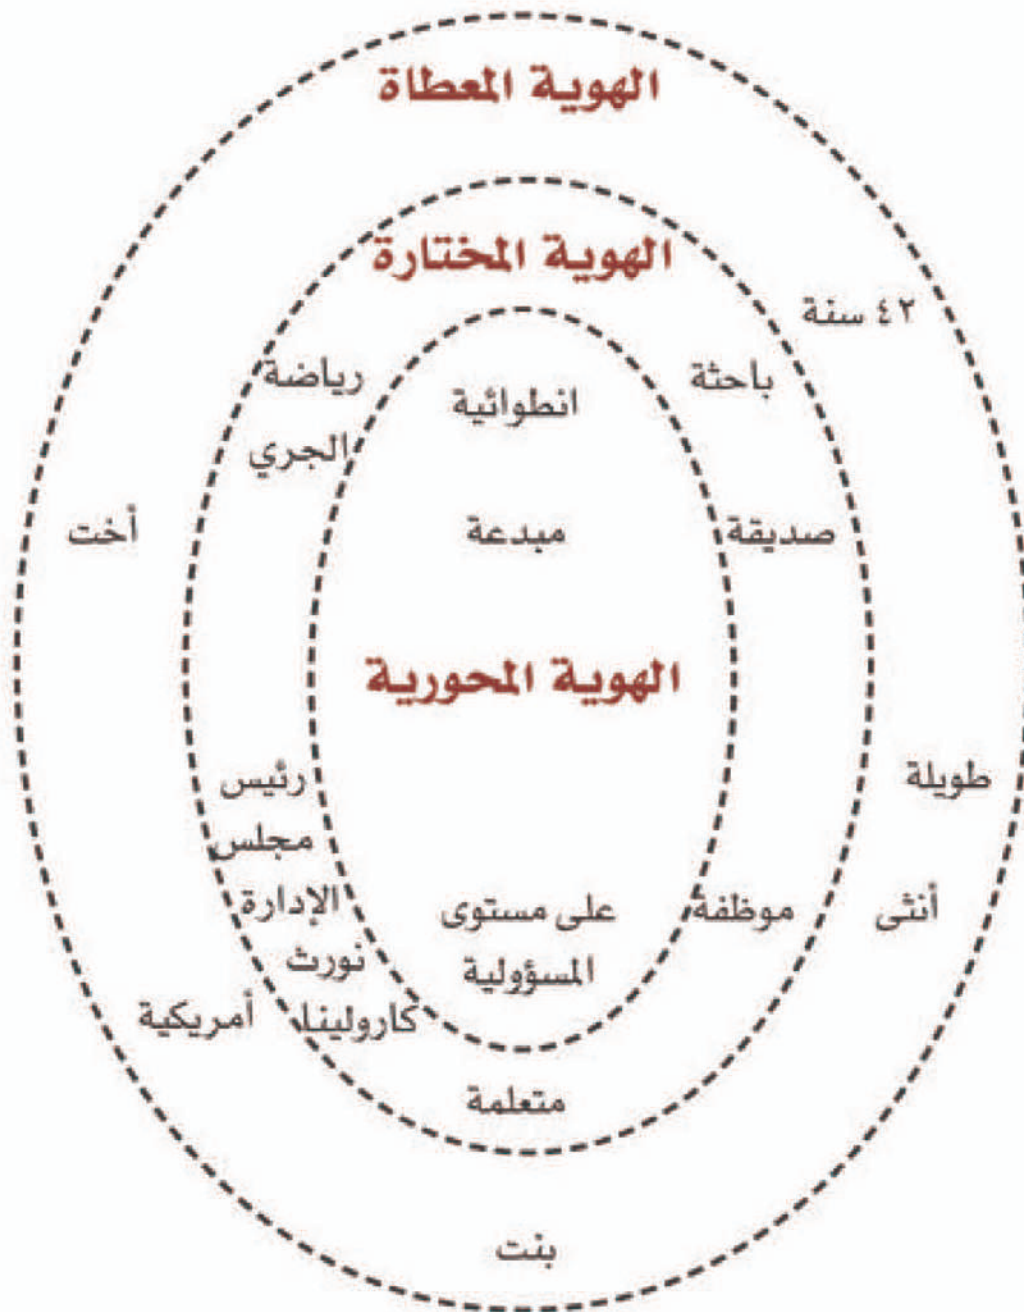 الهوية المعطاة
الهوية المختارة
٤٢ سنة
باحثة
انطوائية
رياضة
الجري
صديقة
مبدعة
أخت
الهوية المحورية
طويلة
رئيس
مجلس
أنثى
موظفة
على مستوى
الإدارة
المسؤولية
نورث
كارولينا
أمريكية
متعلمة
بنت